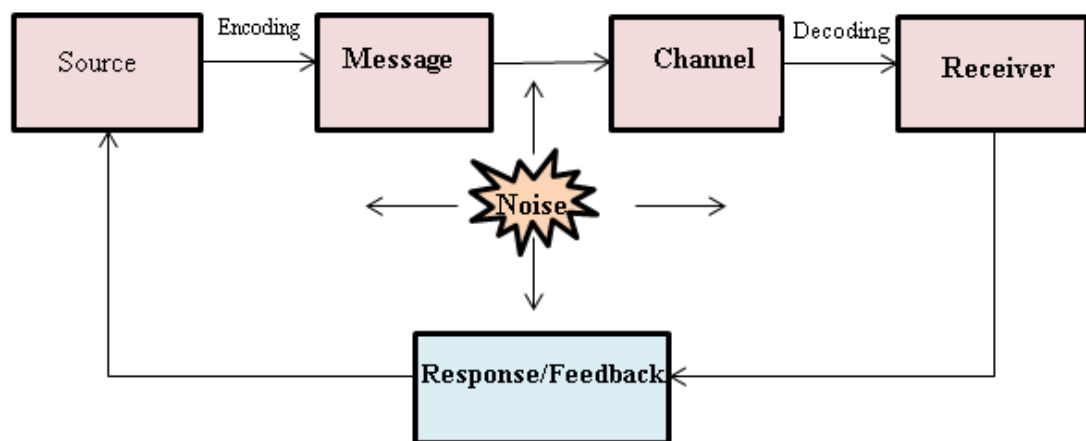 Source
Encoding
Message
Channel
Decoding
Receiver
Noise
Response/Feedback